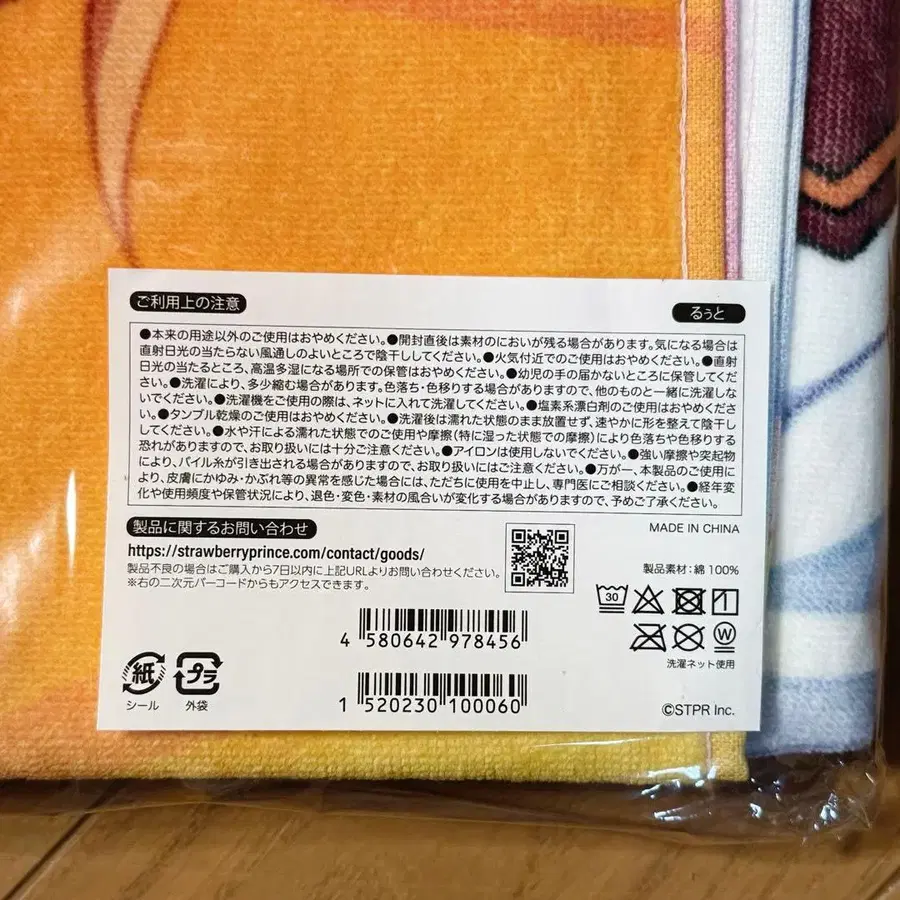 ご利用上の注意
るぅと
●本来の用途以外のご使用はおやめください。●開封直後は素材のにおいが残る場合があります。気になる場合は
直射日光の当たらない風通しのよいところで陰干ししてください。●火気付近でのご使用はおやめください。●直射
日光の当たるところ、高温多湿になる場所での保管はおやめください。●幼児の手の届かないところに保管してくだ
さい。●洗濯により、多少縮む場合があります。色落ち・色移りする場合がありますので、他のものと一緒に洗濯しな
いでください。●洗濯機をご使用の際は、ネットに入れて洗濯してください。●塩素系漂白剤のご使用はおやめくださ
い。●タンブル乾燥のご使用はおやめください。●洗濯後は濡れた状態のまま放置せず、速やかに形を整えて陰干し
してください。●水や汗による濡れた状態でのご使用や摩擦（特に湿った状態での摩擦）により色落ちや色移りする
恐れがありますので、お取り扱いには十分ご注意ください。●アイロンは使用しないでください。●強い摩擦や突起物
により、パイル糸が引き出される場合がありますので、お取り扱いにはご注意ください。●万が一、本製品のご使用に
より、皮膚にかゆみ・かぶれ等の異常を感じた場合には、ただちに使用を中止し、専門医にご相談ください。●経年変
化や使用頻度や保管状況により、退色・変色・素材の風合いが変化する場合がありますので、予めご了承ください。
製品に関するお問い合わせ
MADE IN CHINA
https://strawberryprince.com/contact/goods/
製品不良の場合はご購入から7日以内に上記URLよりお問い合わせください。
※右の二次元バーコードからもアクセスできます。
製品素材：綿 100%
30
W
洗濯ネット使用
4 580642 978456
紙
シール
プラ
外袋
1 520230 100060
©STPR Inc.